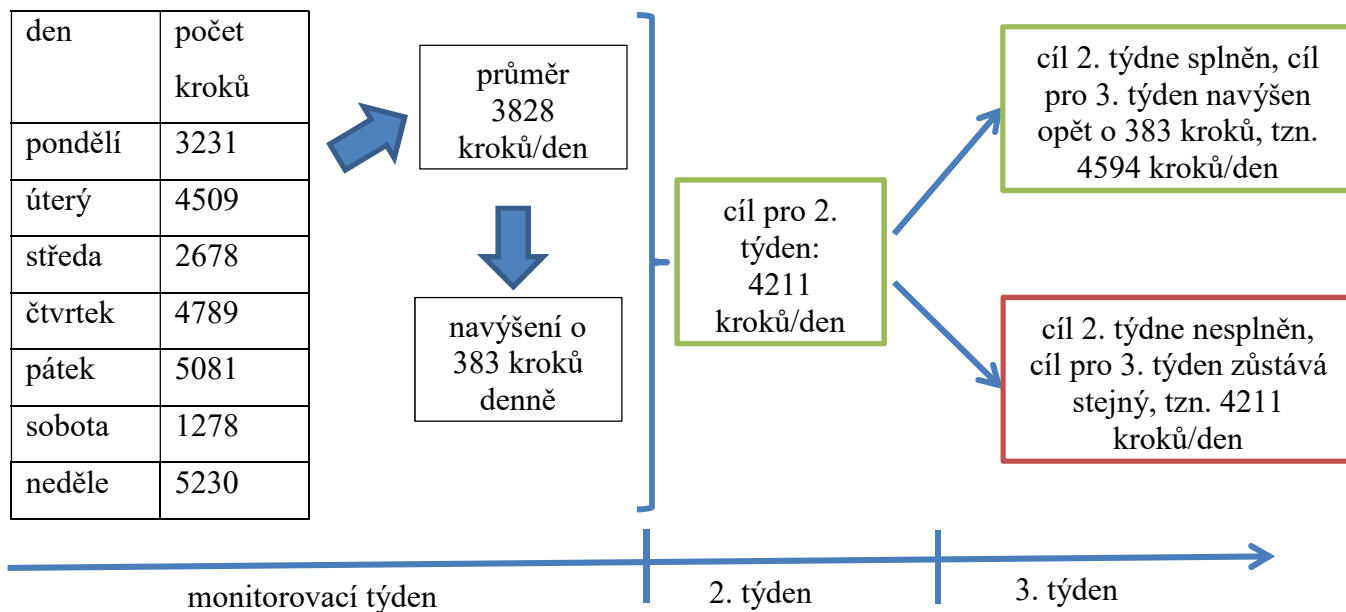 den
počet
kroků
pondělí
3231
úterý
4509
středa
2678
čtvrtek
4789
pátek
5081
sobota
1278
neděle
5230
průměr
3828
kroků/den
navýšení o
383 kroků
denně
cíl pro 2.
týden:
4211
kroků/den
cíl 2. týdne splněn, cíl
pro 3. týden navýšen
opět o 383 kroků, tzn.
4594 kroků/den
cíl 2. týdne nesplněn,
cíl pro 3. týden zůstává
stejný, tzn. 4211
kroků/den
monitorovací týden
2. týden
3. týden